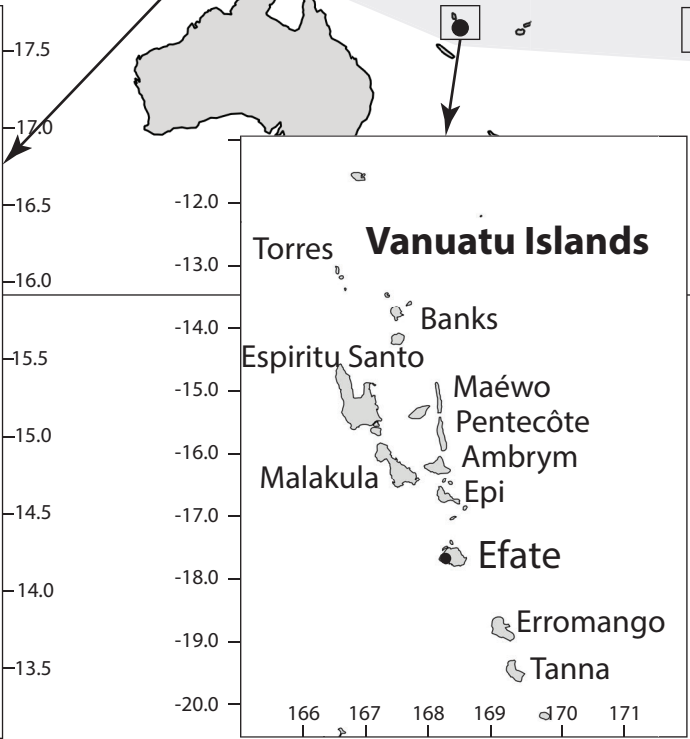 17.5
17.0
16.5
16.0
15.5
15.0
14.5
14.0
13.5
-12.0
-13.0
-14.0
-15.0
-16.0
-17.0
-18.0
-19.0
-20.0
Vanuatu Islands
Torres
Banks
Espiritu Santo
Maéwo
Pentecôte
Ambrym
Malakula
Epi
Efate
Erromango
Tanna
166 167 168 169 170 171